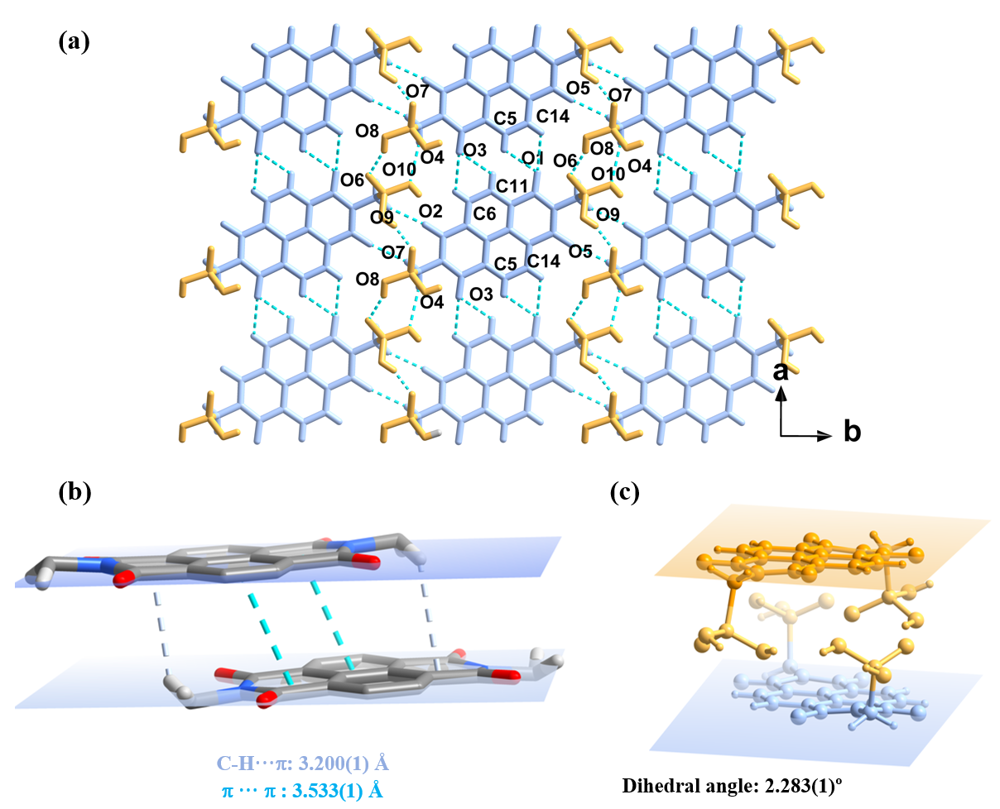 (a)
O7
O5
O7
C5
C14
O8
O3
O4
O1
O6
O8
O6
O10
O10
O4
C11
O9
O2
C6
O9
O7
C5
C14
O5
O8
O3
O4
a
b
(b)
(c)
C-H···π: 3.200(1) Å
π ··· π : 3.533(1) Å
Dihedral angle: 2.283(1)°